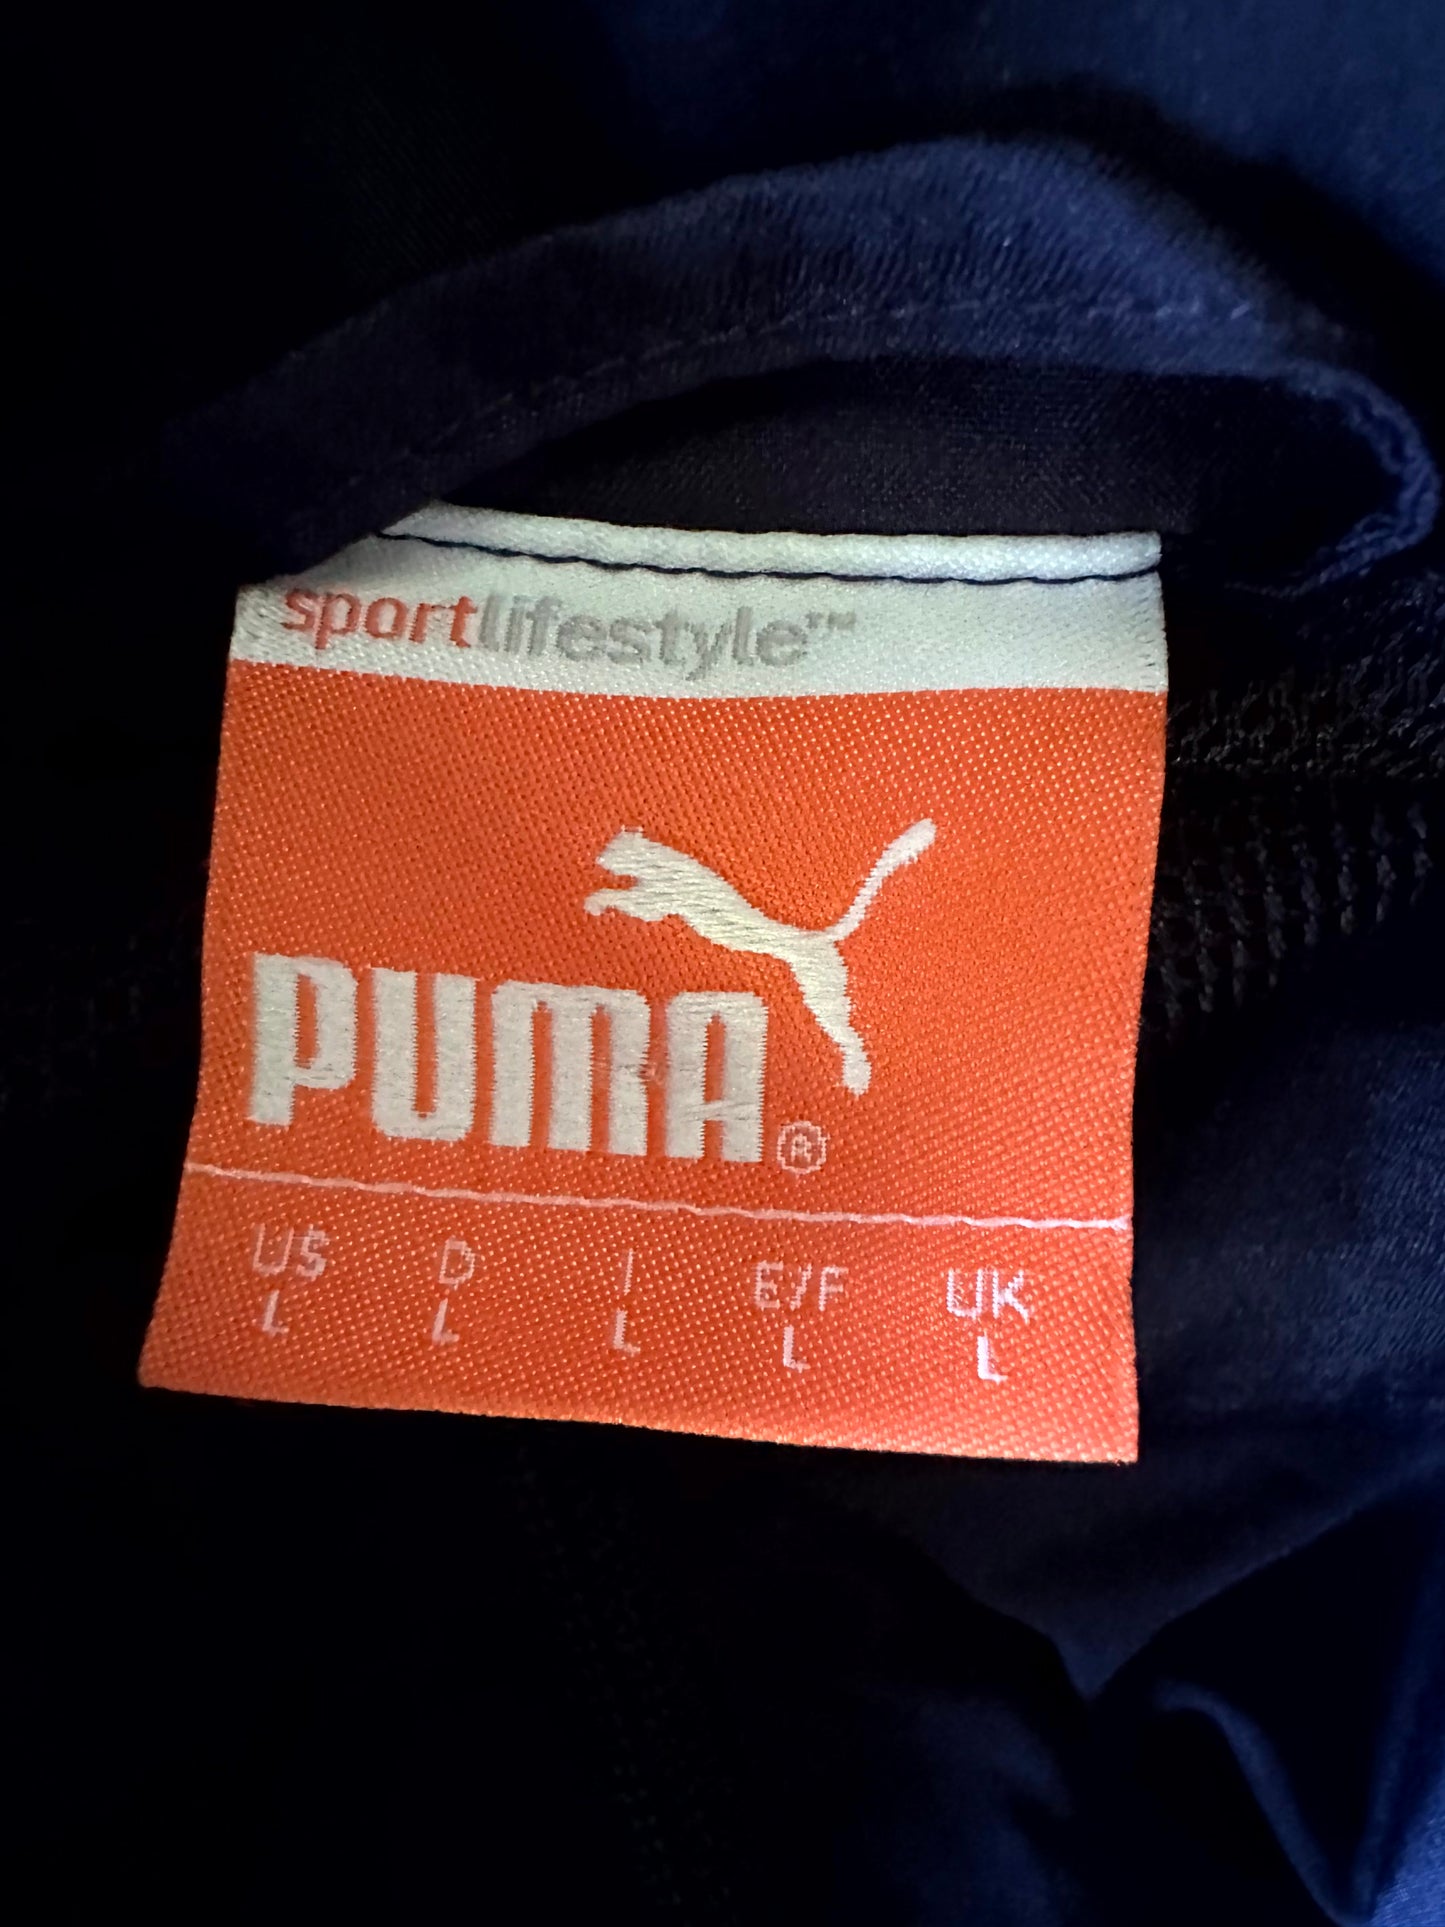 sportlifestyle™
PUMA®
US D I E/F UK
L L L L L